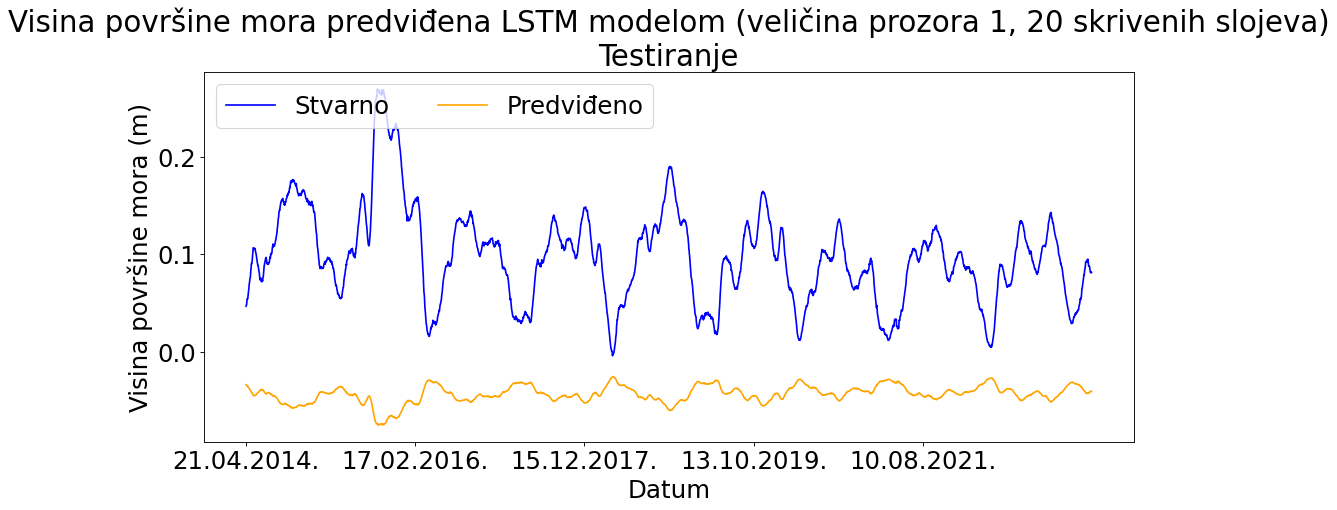 Visina površine mora predviđena LSTM modelom (veličina prozora 1, 20 skrivenih slojeva)
Testiranje
Stvarno Predviđeno
Visina površine mora (m)
0.2
0.1
0.0
21.04.2014. 17.02.2016. 15.12.2017. 13.10.2019. 10.08.2021.
Datum